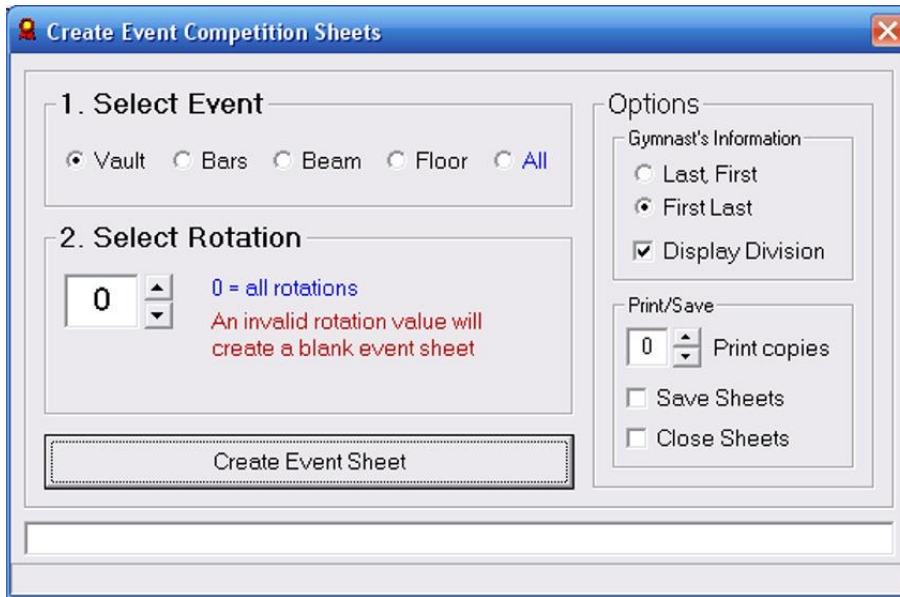 Create Event Competition Sheets
1. Select Event
Vault Bars Beam Floor All
2. Select Rotation
0
0 = all rotations
An invalid rotation value will
create a blank event sheet
Create Event Sheet
Options
Gymnast's Information
Last, First
First Last
Display Division
Print/Save
0 Print copies
Save Sheets
Close Sheets